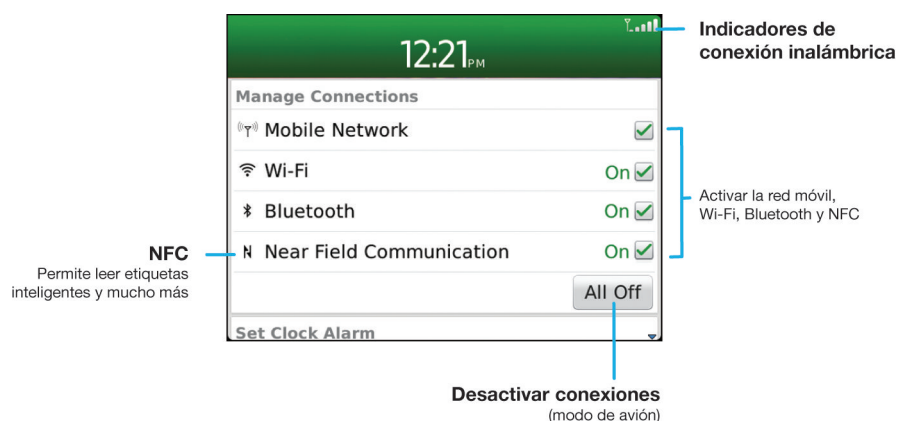 Indicadores de
conexión inalámbrica
12:21 PM
Manage Connections
Mobile Network
Wi-Fi On
Bluetooth On
Near Field Communication On
All Off
Set Clock Alarm
Activar la red móvil,
Wi-Fi, Bluetooth y NFC
NFC
Permite leer etiquetas
inteligentes y mucho más
Desactivar conexiones
(modo de avión)